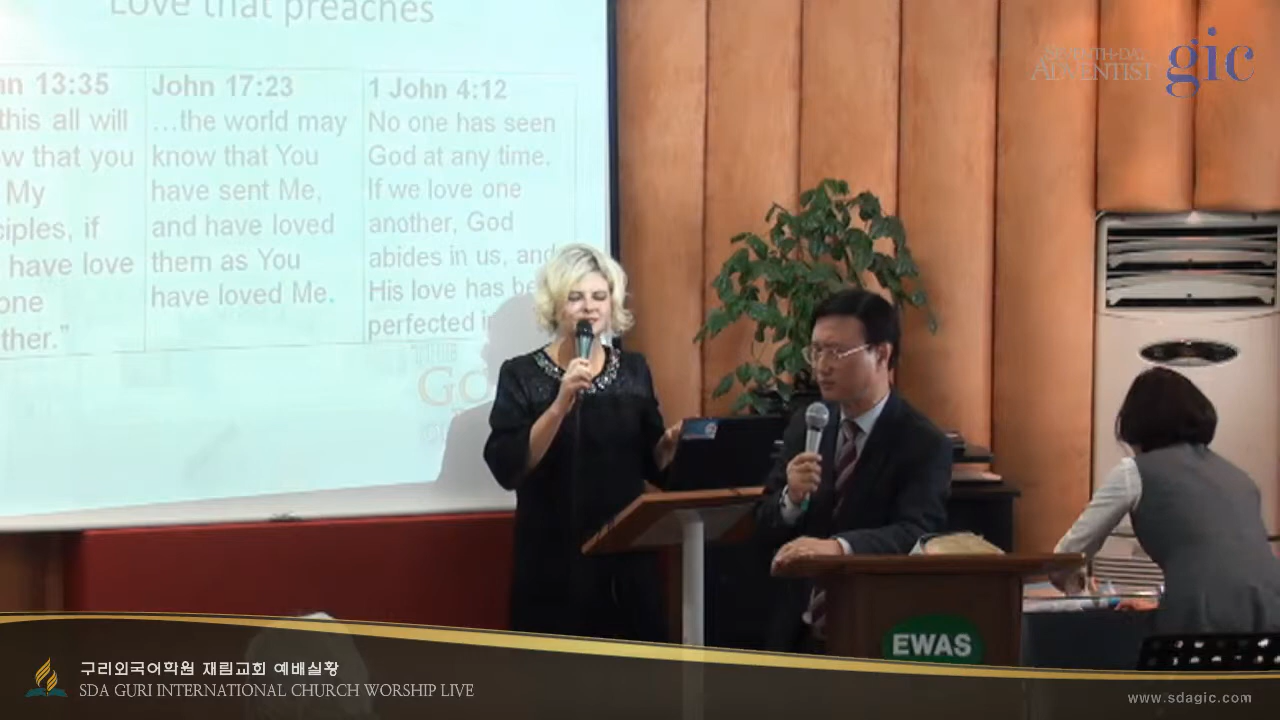 Love that preaches
13:35
this all will
that you
My
if
have love
one
John 17:23
…the world may
know that You
have sent Me,
and have loved
them as You
have loved Me.
1 John 4:12
No one has seen
God at any time.
If we love one
another, God
abides in us, and
His love has
perfected
THE
SEVENTH-DAY
ADVENTIST
gic
EWAS
구리외국어학원 재림교회 예배실황
SDA GURI INTERNATIONAL CHURCH WORSHIP LIVE
www.sdagic.com